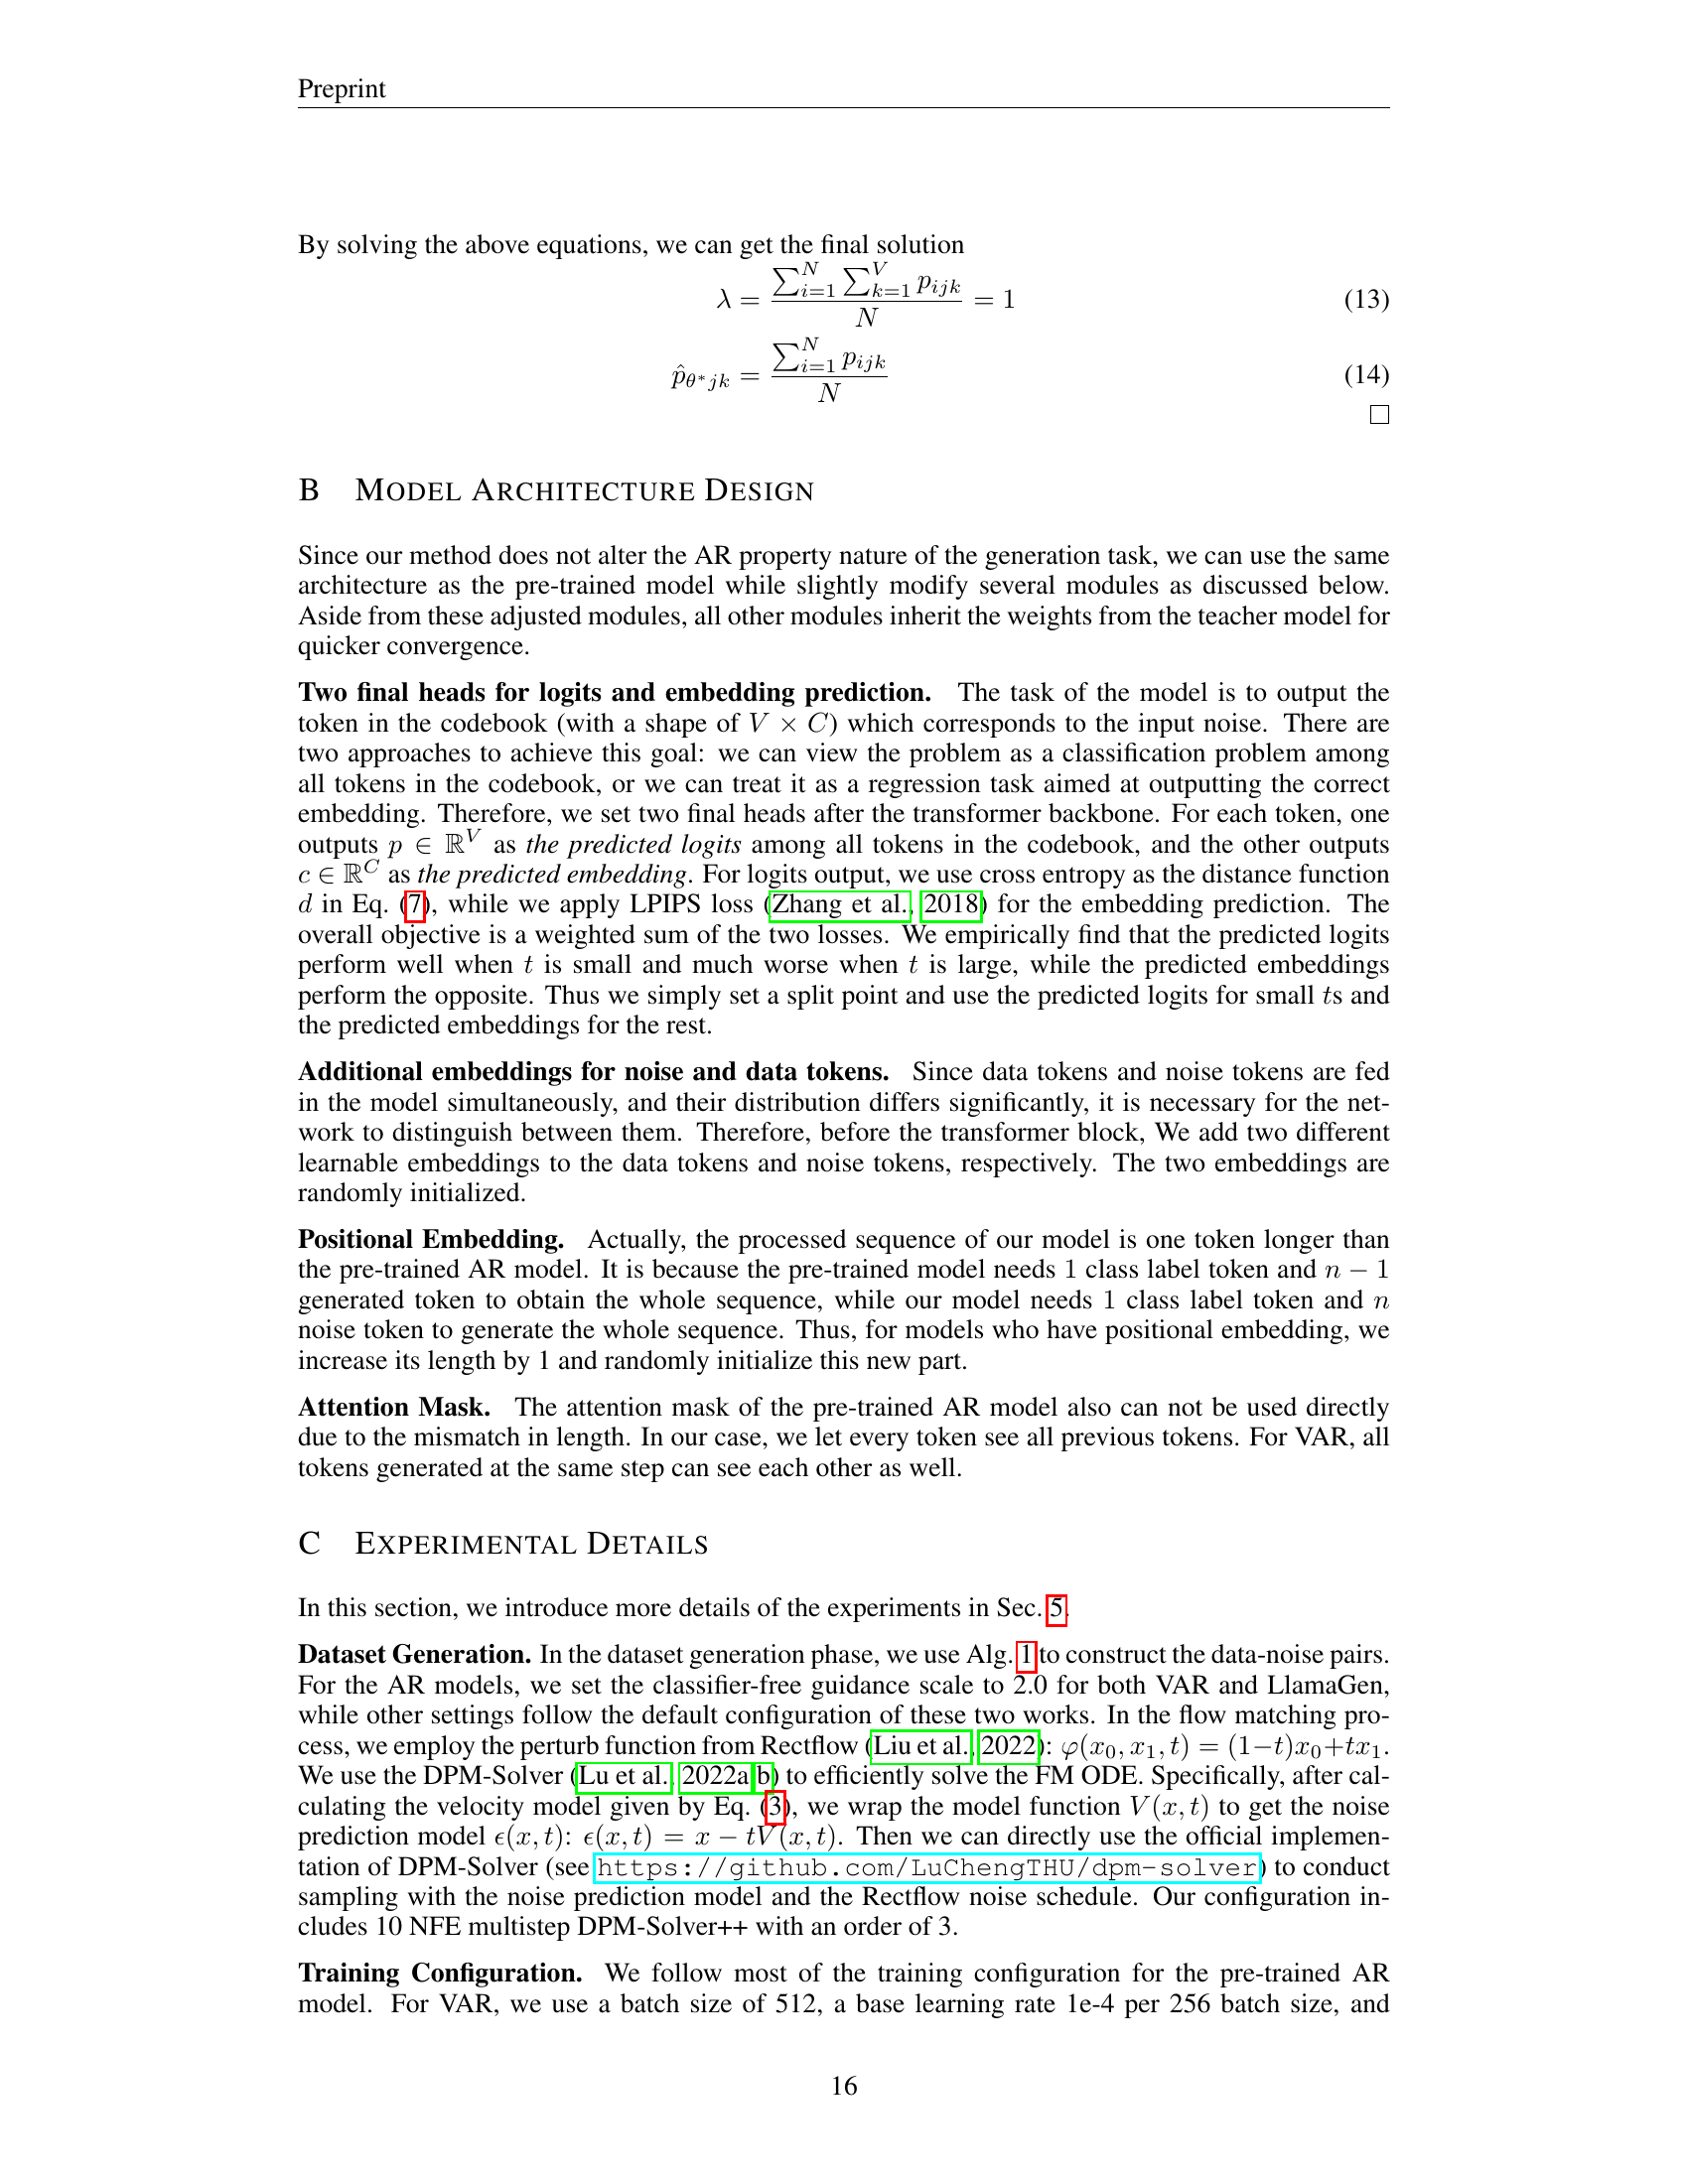 Preprint
By solving the above equations, we can get the final solution
λ = \frac{\sum_{i=1}^{N} \sum_{k=1}^{V} p_{ijk}}{N} = 1 (13)
\hat{p}_{θ^*jk} = \frac{\sum_{i=1}^{N} p_{ijk}}{N} (14)
□
B MODEL ARCHITECTURE DESIGN
Since our method does not alter the AR property nature of the generation task, we can use the same
architecture as the pre-trained model while slightly modify several modules as discussed below.
Aside from these adjusted modules, all other modules inherit the weights from the teacher model for
quicker convergence.
Two final heads for logits and embedding prediction. The task of the model is to output the
token in the codebook (with a shape of V × C) which corresponds to the input noise. There are
two approaches to achieve this goal: we can view the problem as a classification problem among
all tokens in the codebook, or we can treat it as a regression task aimed at outputting the correct
embedding. Therefore, we set two final heads after the transformer backbone. For each token, one
outputs p ∈ ℝ^V as the predicted logits among all tokens in the codebook, and the other outputs
c ∈ ℝ^C as the predicted embedding. For logits output, we use cross entropy as the distance function
d in Eq. (7), while we apply LPIPS loss (Zhang et al., 2018) for the embedding prediction. The
overall objective is a weighted sum of the two losses. We empirically find that the predicted logits
perform well when t is small and much worse when t is large, while the predicted embeddings
perform the opposite. Thus we simply set a split point and use the predicted logits for small ts and
the predicted embeddings for the rest.
Additional embeddings for noise and data tokens. Since data tokens and noise tokens are fed
in the model simultaneously, and their distribution differs significantly, it is necessary for the net-
work to distinguish between them. Therefore, before the transformer block, We add two different
learnable embeddings to the data tokens and noise tokens, respectively. The two embeddings are
randomly initialized.
Positional Embedding. Actually, the processed sequence of our model is one token longer than
the pre-trained AR model. It is because the pre-trained model needs 1 class label token and n − 1
generated token to obtain the whole sequence, while our model needs 1 class label token and n
noise token to generate the whole sequence. Thus, for models who have positional embedding, we
increase its length by 1 and randomly initialize this new part.
Attention Mask. The attention mask of the pre-trained AR model also can not be used directly
due to the mismatch in length. In our case, we let every token see all previous tokens. For VAR, all
tokens generated at the same step can see each other as well.
C EXPERIMENTAL DETAILS
In this section, we introduce more details of the experiments in Sec. 5.
Dataset Generation. In the dataset generation phase, we use Alg. 1 to construct the data-noise pairs.
For the AR models, we set the classifier-free guidance scale to 2.0 for both VAR and LlamaGen,
while other settings follow the default configuration of these two works. In the flow matching pro-
cess, we employ the perturb function from Rectflow (Liu et al., 2022): φ(x_0, x_1, t) = (1−t)x_0+tx_1.
We use the DPM-Solver (Lu et al., 2022a;b) to efficiently solve the FM ODE. Specifically, after cal-
culating the velocity model given by Eq. (3), we wrap the model function V(x, t) to get the noise
prediction model ϵ(x, t): ϵ(x, t) = x − tV(x, t). Then we can directly use the official implemen-
tation of DPM-Solver (see https://github.com/LuChengTHU/dpm-solver) to conduct
sampling with the noise prediction model and the Rectflow noise schedule. Our configuration in-
cludes 10 NFE multistep DPM-Solver++ with an order of 3.
Training Configuration. We follow most of the training configuration for the pre-trained AR
model. For VAR, we use a batch size of 512, a base learning rate 1e-4 per 256 batch size, and
16